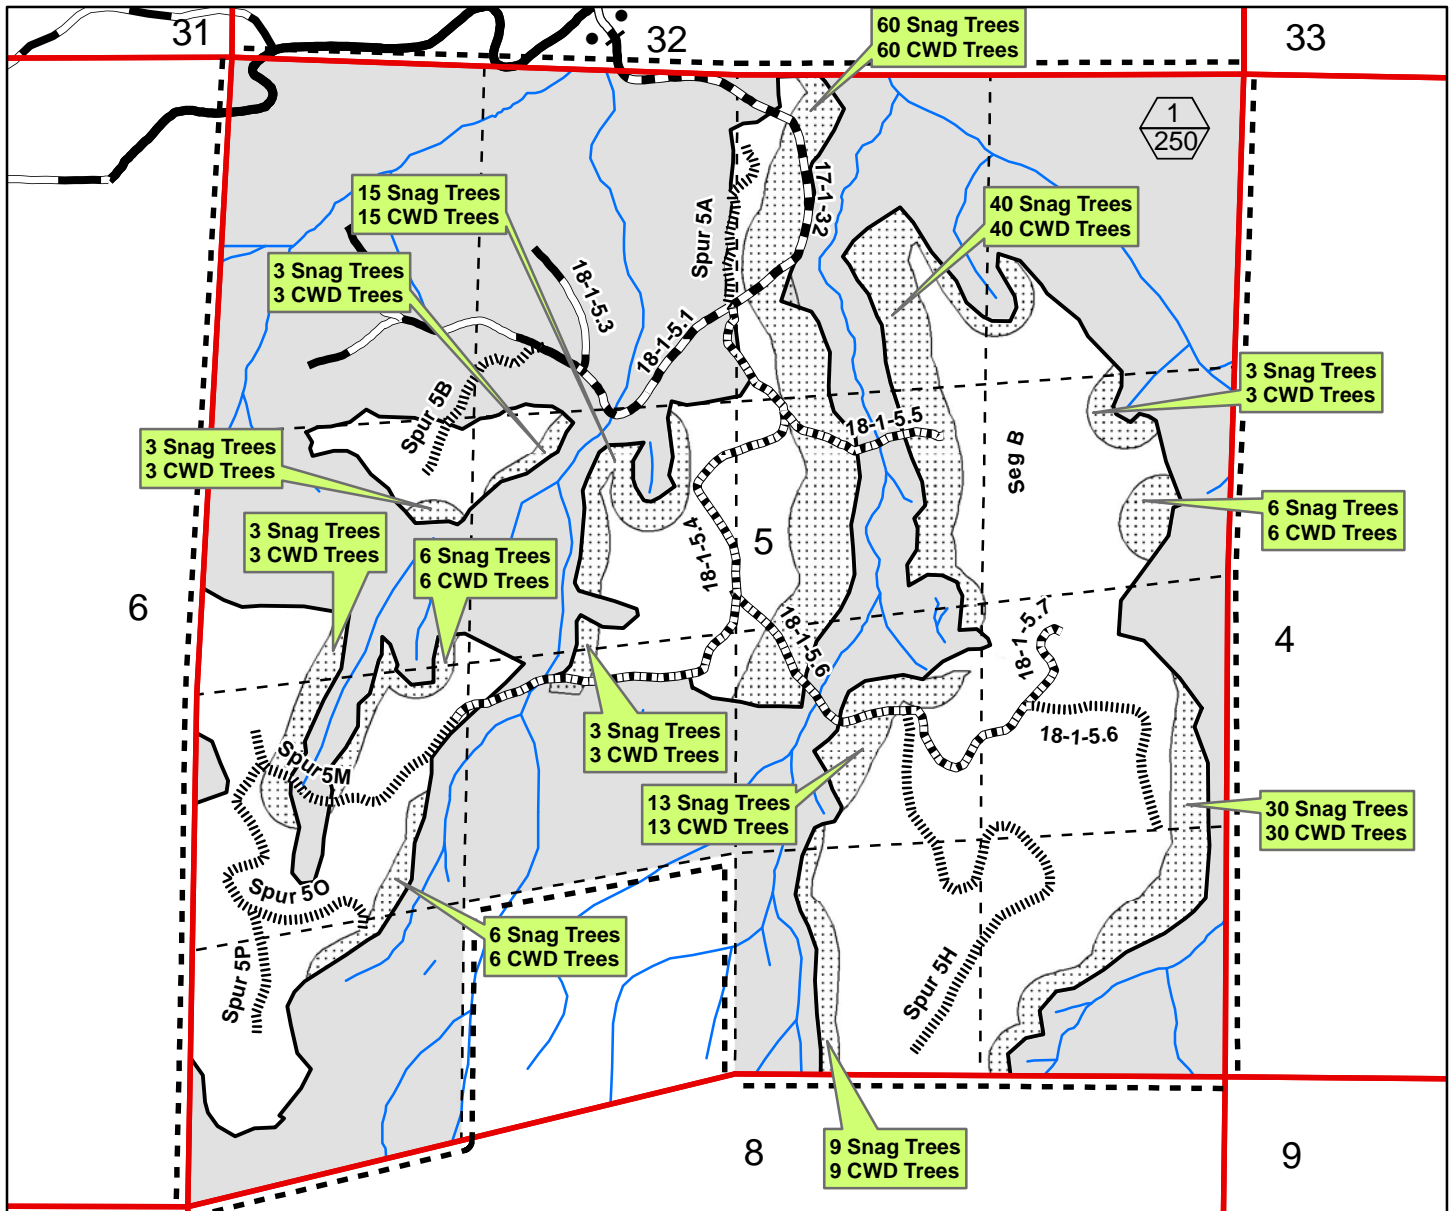 31
32
33
60 Snag Trees
60 CWD Trees
1
250
15 Snag Trees
15 CWD Trees
17-1-32
Spur 5A
40 Snag Trees
40 CWD Trees
3 Snag Trees
3 CWD Trees
18-1-5.3
18-1-5.1
3 Snag Trees
3 CWD Trees
Spur 5B
18-1-5.5
Seg B
3 Snag Trees
3 CWD Trees
6 Snag Trees
6 CWD Trees
3 Snag Trees
3 CWD Trees
6 Snag Trees
6 CWD Trees
18-1-5.4
5
6
18-1-5.6
18-1-5.7
4
3 Snag Trees
3 CWD Trees
18-1-5.6
Spur 5M
13 Snag Trees
13 CWD Trees
30 Snag Trees
30 CWD Trees
Spur 5O
6 Snag Trees
6 CWD Trees
Spur 5P
Spur 5H
8
9 Snag Trees
9 CWD Trees
9